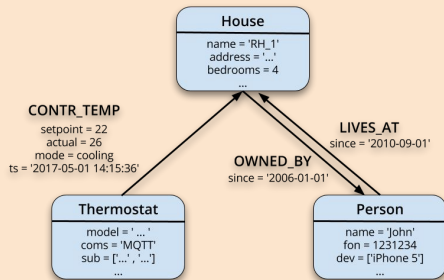 House
name = 'RH_1'
address = '...'
bedrooms = 4
...
CONTR_TEMP
setpoint = 22
actual = 26
mode = cooling
ts = '2017-05-01 14:15:36'
LIVES_AT
since = '2010-09-01'
OWNED_BY
since = '2006-01-01'
Thermostat
model = ' ... '
coms = 'MQTT'
sub = ['...' , '...']
...
Person
name = 'John'
fon = 1231234
dev = ['iPhone 5']
...